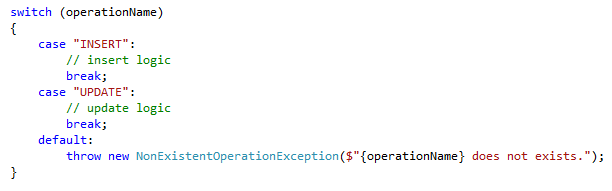 switch (operationName)
{
    case "INSERT":
        // insert logic
        break;
    case "UPDATE":
        // update logic
        break;
    default:
        throw new NonExistentOperationException($"{operationName} does not exists.");
}